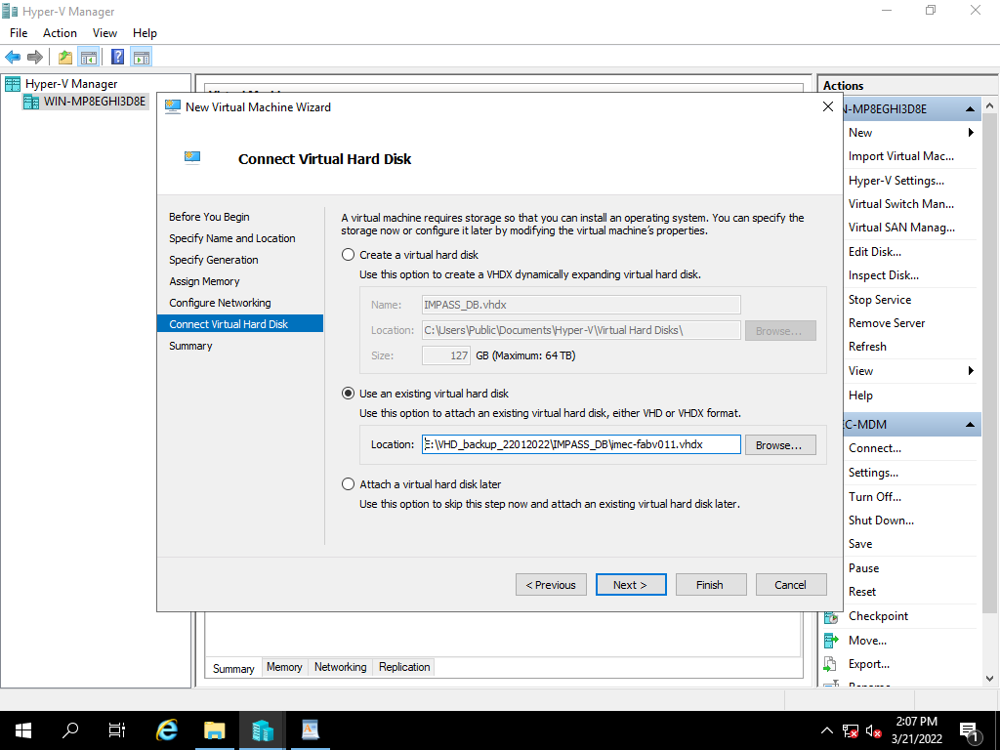 Hyper-V Manager
File Action View Help
Hyper-V Manager
WIN-MP8EGHI3D8E
New Virtual Machine Wizard
Connect Virtual Hard Disk
Before You Begin
Specify Name and Location
Specify Generation
Assign Memory
Configure Networking
Connect Virtual Hard Disk
Summary
A virtual machine requires storage so that you can install an operating system. You can specify the
storage now or configure it later by modifying the virtual machine's properties.
Create a virtual hard disk
Use this option to create a VHDX dynamically expanding virtual hard disk.
Name: IMPASS_DB.vhdx
Location: C:\Users\Public\Documents\Hyper-V\Virtual Hard Disks\ Browse...
Size: 127 GB (Maximum: 64 TB)
Use an existing virtual hard disk
Use this option to attach an existing virtual hard disk, either VHD or VHDX format.
Location: E:\VHD_backup_22012022\IMPASS_DB\imec-fabv011.vhdx Browse...
Attach a virtual hard disk later
Use this option to skip this step now and attach an existing virtual hard disk later.
< Previous Next > Finish Cancel
Summary Memory Networking Replication
Actions
N-MP8EGHI3D8E
New
Import Virtual Mac...
Hyper-V Settings...
Virtual Switch Man...
Virtual SAN Manag...
Edit Disk...
Inspect Disk...
Stop Service
Remove Server
Refresh
View
Help
EC-MDM
Connect...
Settings...
Turn Off...
Shut Down...
Save
Pause
Reset
Checkpoint
Move...
Export...
2:07 PM
3/21/2022
1